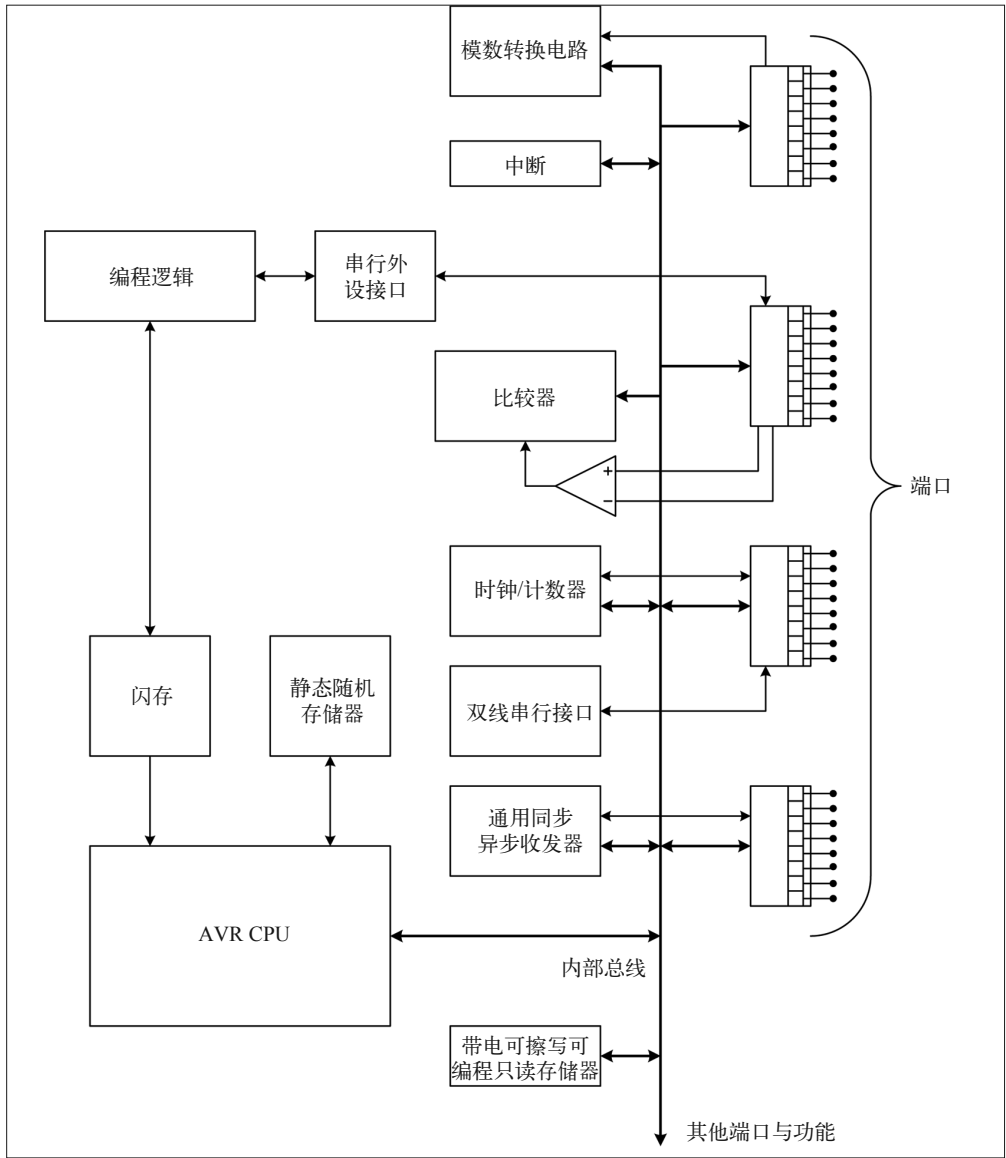 模数转换电路
中断
编程逻辑
串行外
设接口
比较器
+
−
端口
时钟/计数器
闪存
静态随机
存储器
双线串行接口
通用同步
异步收发器
AVR CPU
内部总线
带电可擦写可
编程只读存储器
其他端口与功能